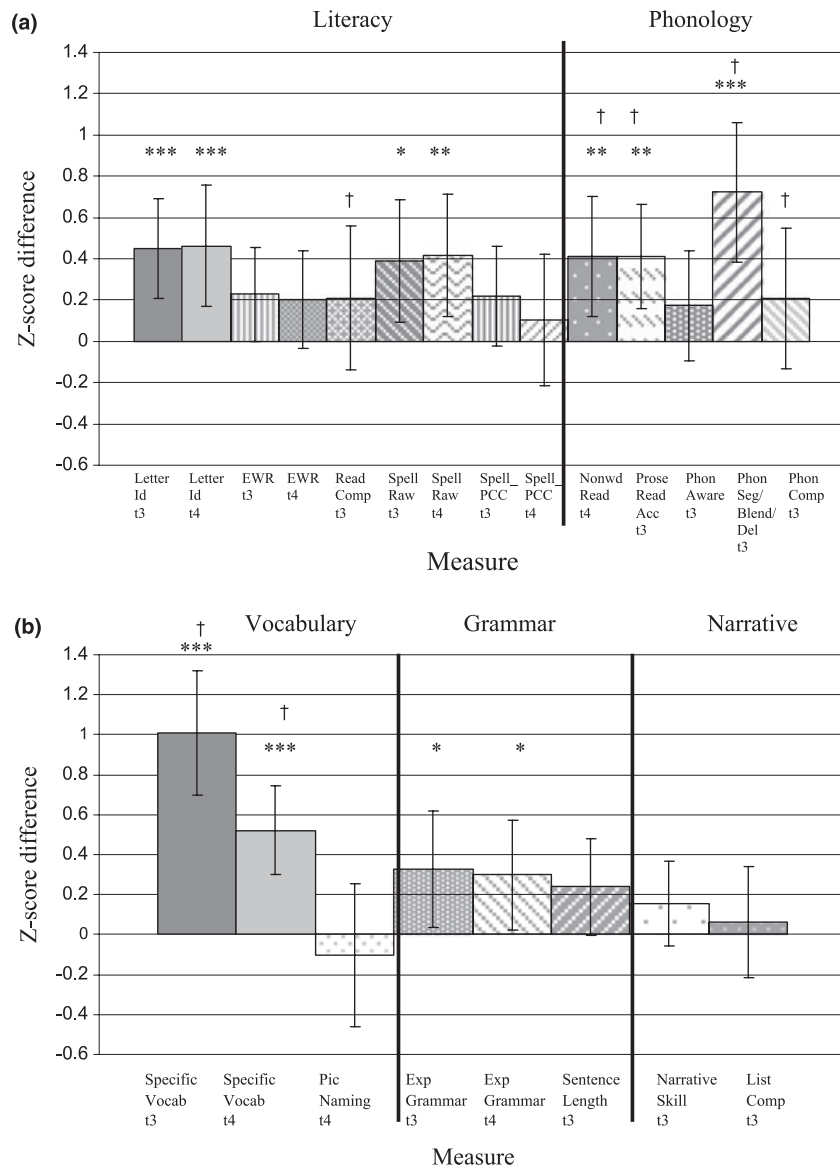 (a)
Literacy Phonology
1.4
1.2
1
0.8
0.6
0.4
0.2
0
-0.2
-0.4
-0.6
Z-score difference
† † †
***
*** *** * ** † ** ** †
Letter Id t3
Letter Id t4
EWR t3
EWR t4
Read Comp t3
Spell Raw t3
Spell Raw t4
Spell_ PCC t3
Spell_ PCC t4
Nonwd Read t4
Prose Read Acc t3
Phon Aware t3
Phon Seg/ Blend/ Del t3
Phon Comp t3
Measure
(b)
Vocabulary Grammar Narrative
1.4
1.2
1
0.8
0.6
0.4
0.2
0
-0.2
-0.4
-0.6
Z-score difference
†
***
†
*** * *
Specific Vocab t3
Specific Vocab t4
Pic Naming t4
Exp Grammar t3
Exp Grammar t4
Sentence Length t3
Narrative Skill t3
List Comp t3
Measure